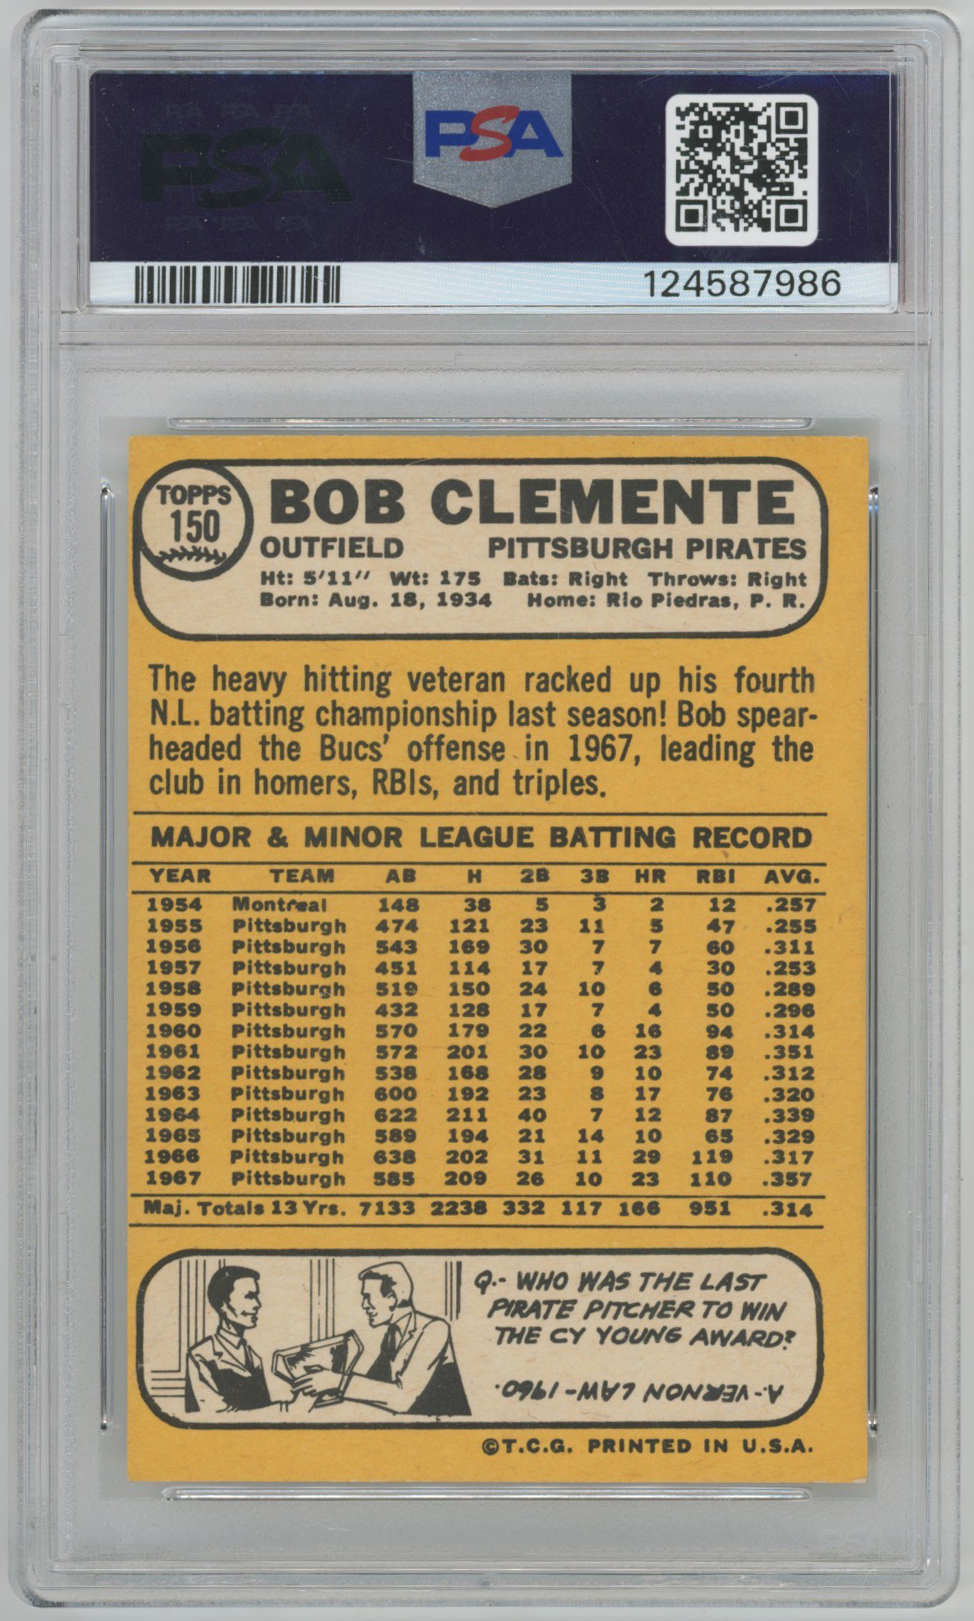 PSA
PSA
124587986
TOPPS
150
BOB CLEMENTE
OUTFIELD PITTSBURGH PIRATES
Ht: 5'11" Wt: 175 Bats: Right Throws: Right
Born: Aug. 18, 1934 Home: Rio Piedras, P. R.
The heavy hitting veteran racked up his fourth
N.L. batting championship last season! Bob spear-
headed the Bucs' offense in 1967, leading the
club in homers, RBIs, and triples.
MAJOR & MINOR LEAGUE BATTING RECORD
YEAR TEAM AB H 2B 3B HR RBI AVG.
1954 Montreal 148 38 5 3 2 12 .257
1955 Pittsburgh 474 121 23 11 5 47 .255
1956 Pittsburgh 543 169 30 7 7 60 .311
1957 Pittsburgh 451 114 17 7 4 30 .253
1958 Pittsburgh 519 150 24 10 6 50 .289
1959 Pittsburgh 432 128 17 7 4 50 .296
1960 Pittsburgh 570 179 22 6 16 94 .314
1961 Pittsburgh 572 201 30 10 23 89 .351
1962 Pittsburgh 538 168 28 9 10 74 .312
1963 Pittsburgh 600 192 23 8 17 76 .320
1964 Pittsburgh 622 211 40 7 12 87 .339
1965 Pittsburgh 589 194 21 14 10 65 .329
1966 Pittsburgh 638 202 31 11 29 119 .317
1967 Pittsburgh 585 209 26 10 23 110 .357
Maj. Totals 13 Yrs. 7133 2238 332 117 166 951 .314
Q.- WHO WAS THE LAST
PIRATE PITCHER TO WIN
THE CY YOUNG AWARD?
A.- VERNON LAW - 1960.
©T.C.G. PRINTED IN U.S.A.